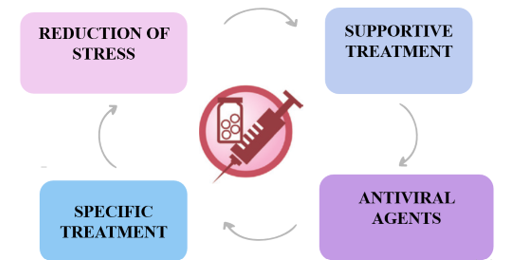 REDUCTION OF
STRESS
SUPPORTIVE
TREATMENT
SPECIFIC
TREATMENT
ANTIVIRAL
AGENTS